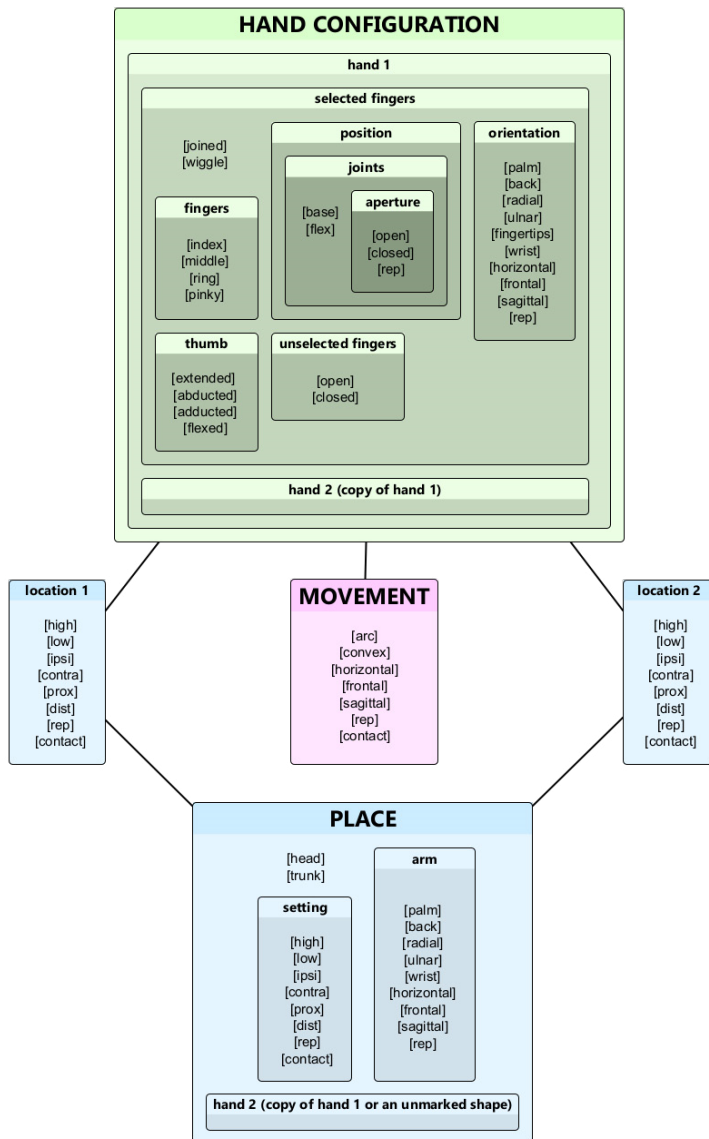 HAND CONFIGURATION
hand 1
selected fingers
[joined]
[wiggle]
fingers
[index]
[middle]
[ring]
[pinky]
position
joints
[base]
[flex]
aperture
[open]
[closed]
[rep]
orientation
[palm]
[back]
[radial]
[ulnar]
[fingertips]
[wrist]
[horizontal]
[frontal]
[sagittal]
[rep]
thumb
[extended]
[abducted]
[adducted]
[flexed]
unselected fingers
[open]
[closed]
hand 2 (copy of hand 1)
location 1
[high]
[low]
[ipsi]
[contra]
[prox]
[dist]
[rep]
[contact]
MOVEMENT
[arc]
[convex]
[horizontal]
[frontal]
[sagittal]
[rep]
[contact]
location 2
[high]
[low]
[ipsi]
[contra]
[prox]
[dist]
[rep]
[contact]
PLACE
[head]
[trunk]
setting
[high]
[low]
[ipsi]
[contra]
[prox]
[dist]
[rep]
[contact]
arm
[palm]
[back]
[radial]
[ulnar]
[wrist]
[horizontal]
[frontal]
[sagittal]
[rep]
hand 2 (copy of hand 1 or an unmarked shape)